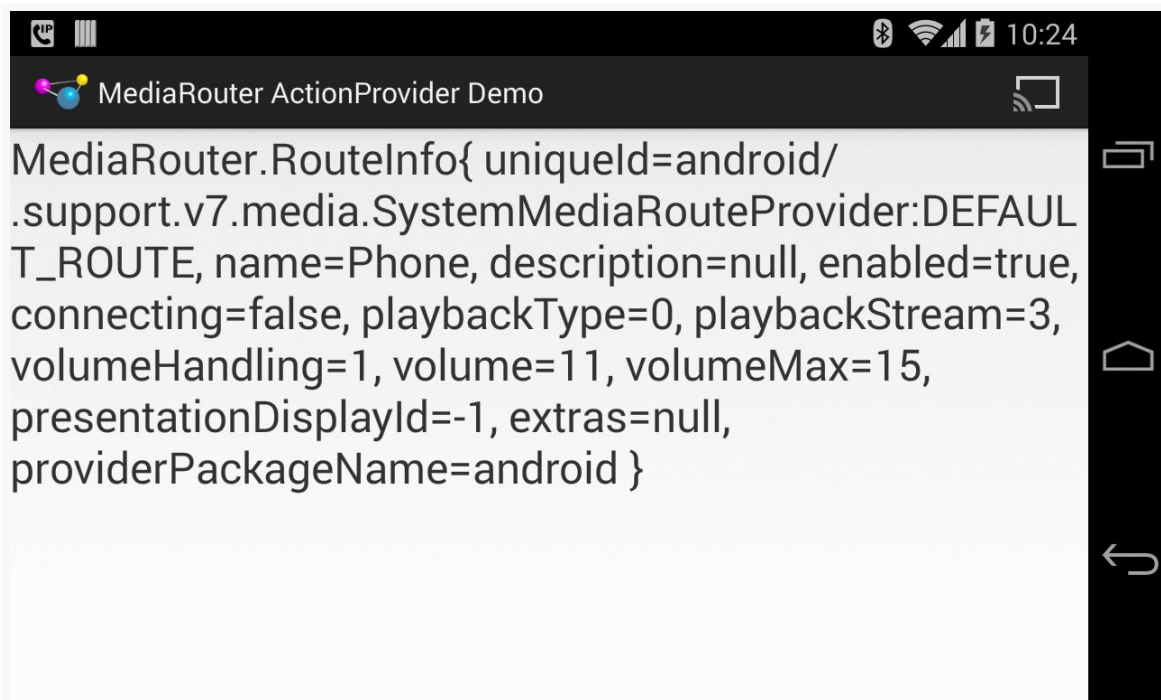 IP
10:24
MediaRouter ActionProvider Demo
MediaRouter.RouteInfo{ uniqueId=android/
.support.v7.media.SystemMediaRouteProvider:DEFAUL
T_ROUTE, name=Phone, description=null, enabled=true,
connecting=false, playbackType=0, playbackStream=3,
volumeHandling=1, volume=11, volumeMax=15,
presentationDisplayId=-1, extras=null,
providerPackageName=android }